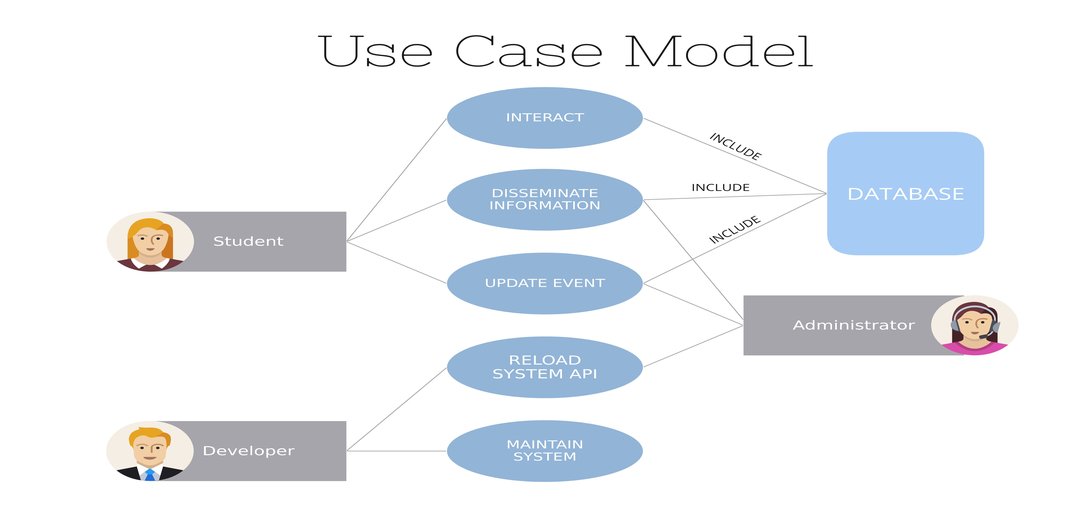 Use Case Model
INTERACT
INCLUDE
DISSEMINATE
INFORMATION
INCLUDE
DATABASE
Student
INCLUDE
UPDATE EVENT
Administrator
RELOAD
SYSTEM API
Developer
MAINTAIN
SYSTEM